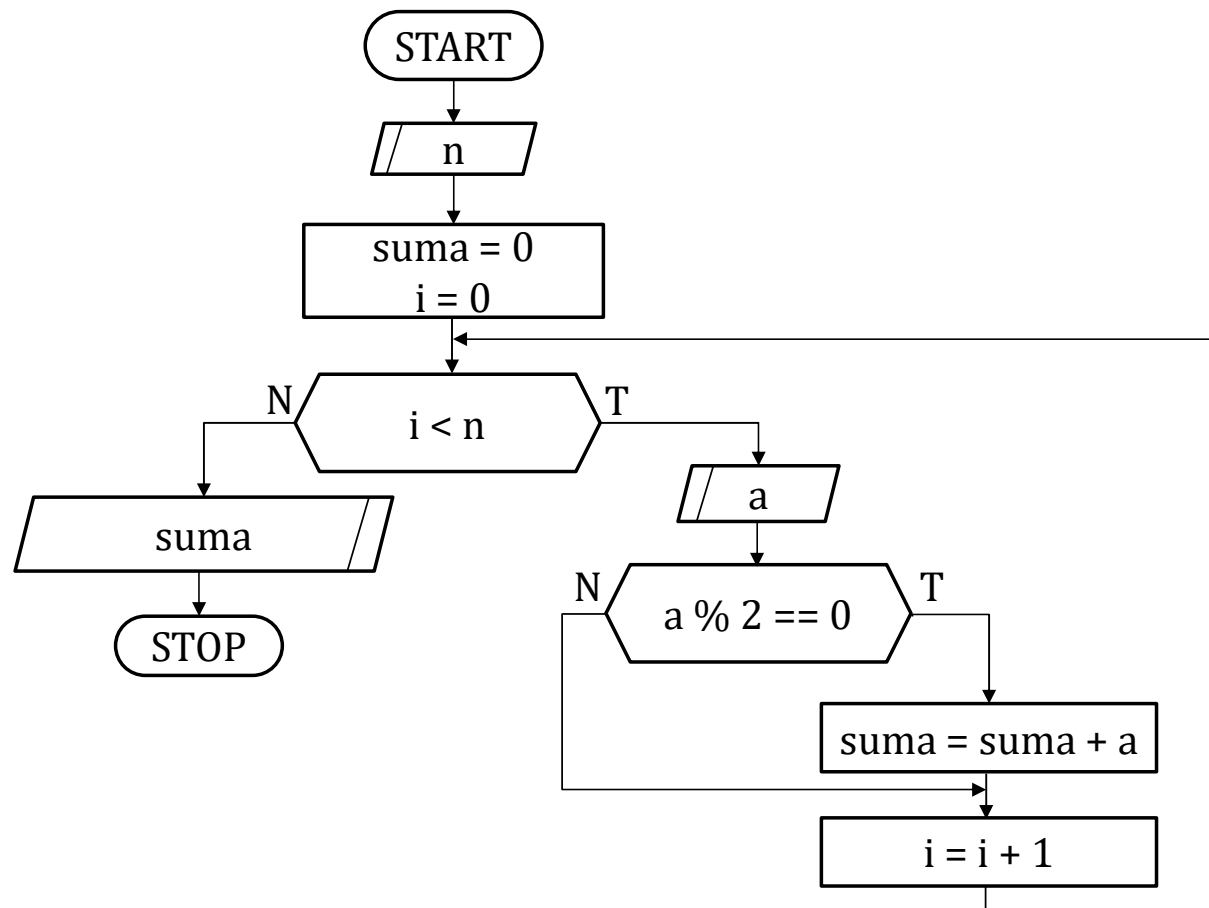 START
n
suma = 0
i = 0
N
T
i < n
a
suma
N
T
a % 2 == 0
STOP
suma = suma + a
i = i + 1